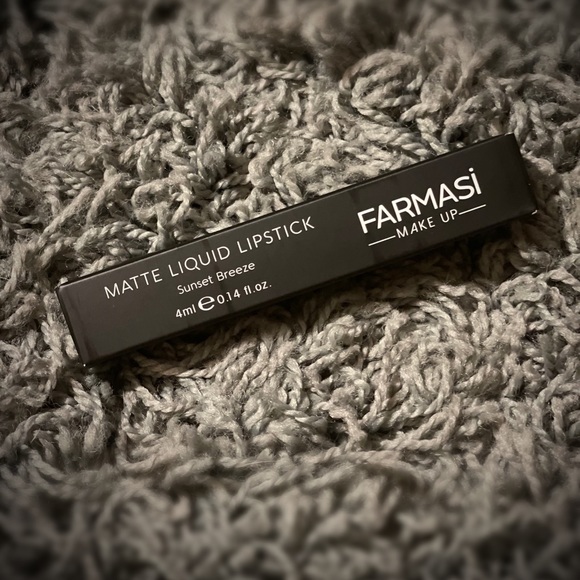 MATTE LIQUID LIPSTICK
Sunset Breeze
4ml ℮ 0.14 fl.oz.
FARMASİ
MAKE UP